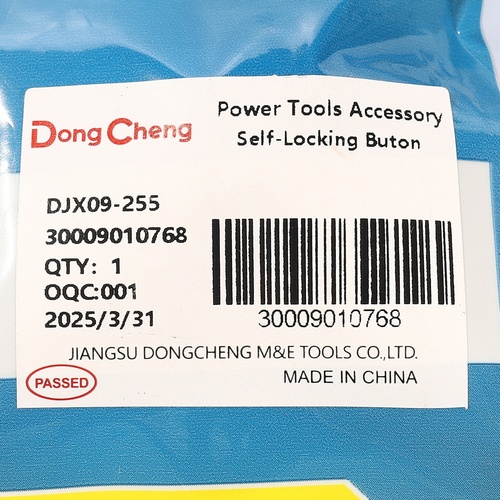 Dong Cheng
Power Tools Accessory
Self-Locking Buton
DJX09-255
30009010768
QTY: 1
OQC:001
2025/3/31
30009010768
JIANGSU DONGCHENG M&E TOOLS CO.,LTD.
PASSED
MADE IN CHINA